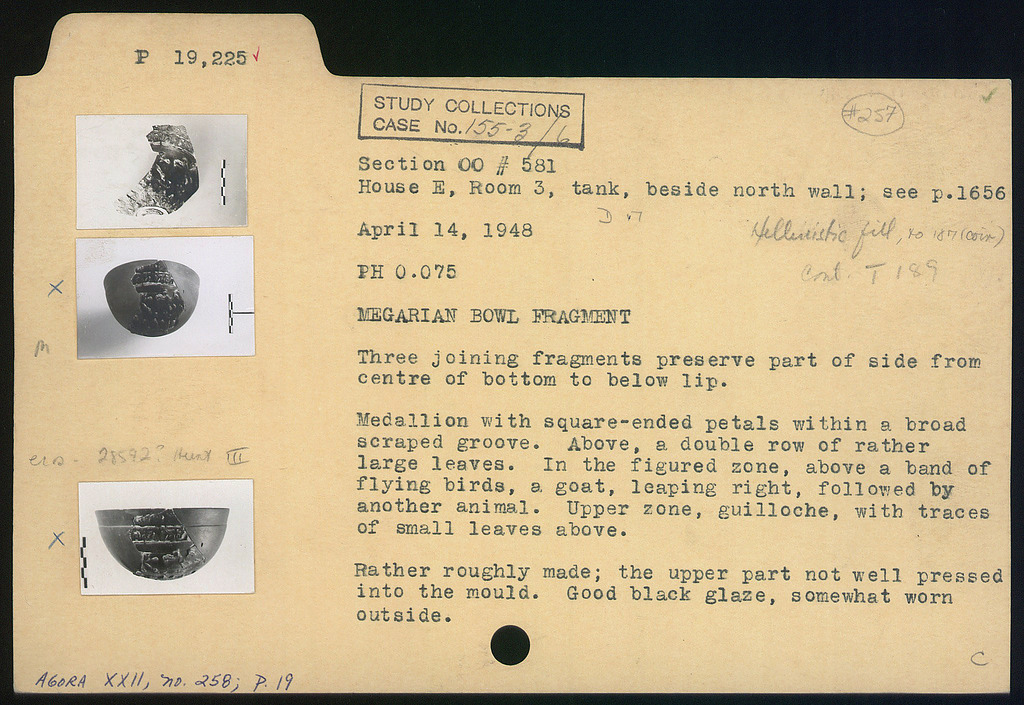 P 19,225 ✓
STUDY COLLECTIONS
CASE No. 155-3/6
#257
Section OO # 581
House E, Room 3, tank, beside north wall; see p.1656
April 14, 1948
Hellenistic fill, to 187 (coin)
Cont. T 189
PH 0.075
MEGARIAN BOWL FRAGMENT
Three joining fragments preserve part of side from
centre of bottom to below lip.
Medallion with square-ended petals within a broad
scraped groove. Above, a double row of rather
large leaves. In the figured zone, above a band of
flying birds, a goat, leaping right, followed by
another animal. Upper zone, guilloche, with traces
of small leaves above.
Rather roughly made; the upper part not well pressed
into the mould. Good black glaze, somewhat worn
outside.
X
M
28592? Hunt III
X
AGORA XXII, no. 258; P. 19
C